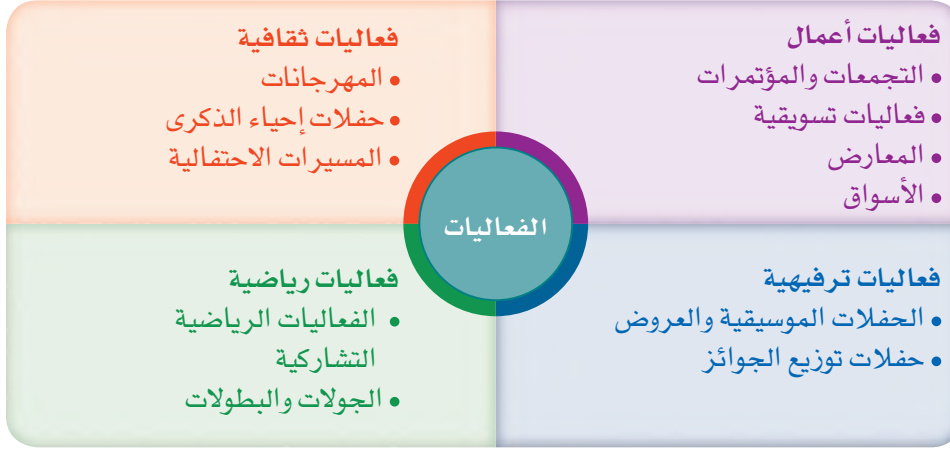 فعاليات أعمال
• التجمعات والمؤتمرات
• فعاليات تسويقية
• المعارض
• الأسواق
فعاليات ثقافية
• المهرجانات
• حفلات إحياء الذكرى
• المسيرات الاحتفالية
الفعاليات
فعاليات ترفيهية
• الحفلات الموسيقية والعروض
• حفلات توزيع الجوائز
فعاليات رياضية
• الفعاليات الرياضية
التشاركية
• الجولات والبطولات